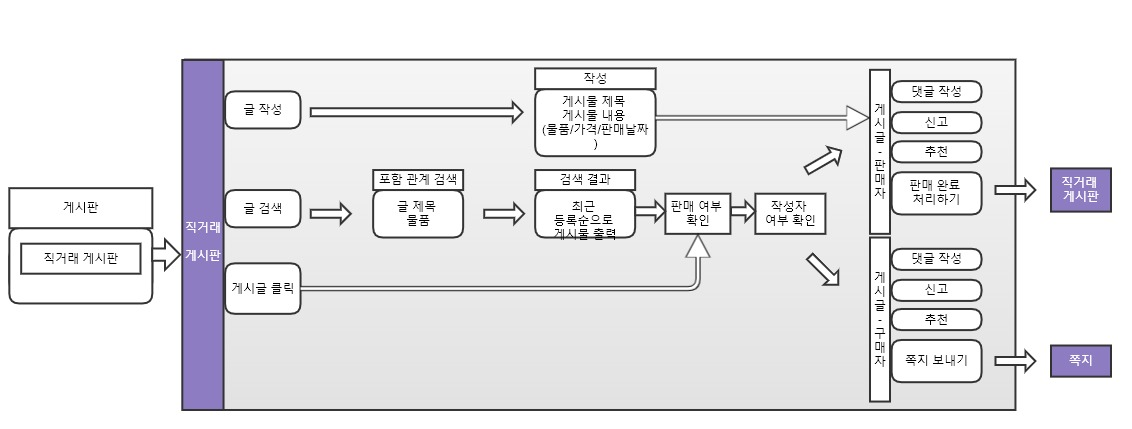 게시판
직거래 게시판
직거래
게시판
글 작성
작성
게시물 제목
게시물 내용
(물품/가격/판매날짜
)
글 검색
포함 관계 검색
글 제목
물품
검색 결과
최근
등록순으로
게시물 출력
판매 여부
확인
작성자
여부 확인
게시글 클릭
게
시
글
-
판
매
자
댓글 작성
신고
추천
판매 완료
처리하기
직거래
게시판
게
시
글
-
구
매
자
댓글 작성
신고
추천
쪽지 보내기
쪽지